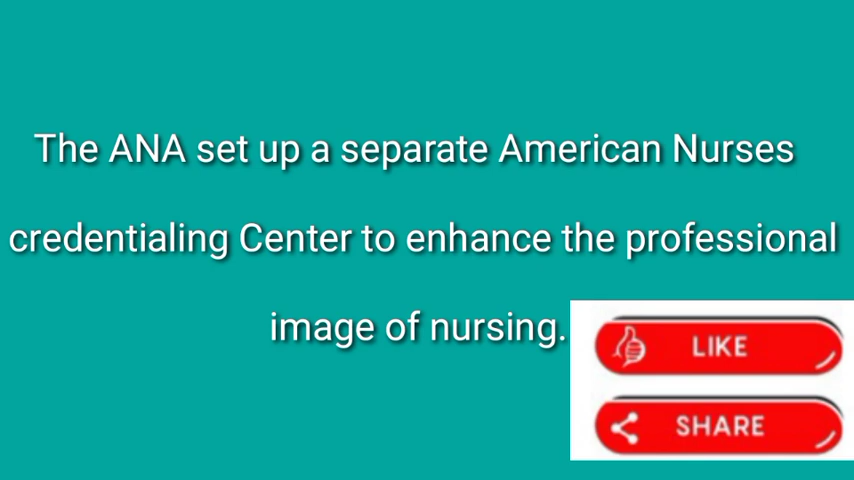 The ANA set up a separate American Nurses
credentialing Center to enhance the professional
image of nursing.
LIKE
SHARE